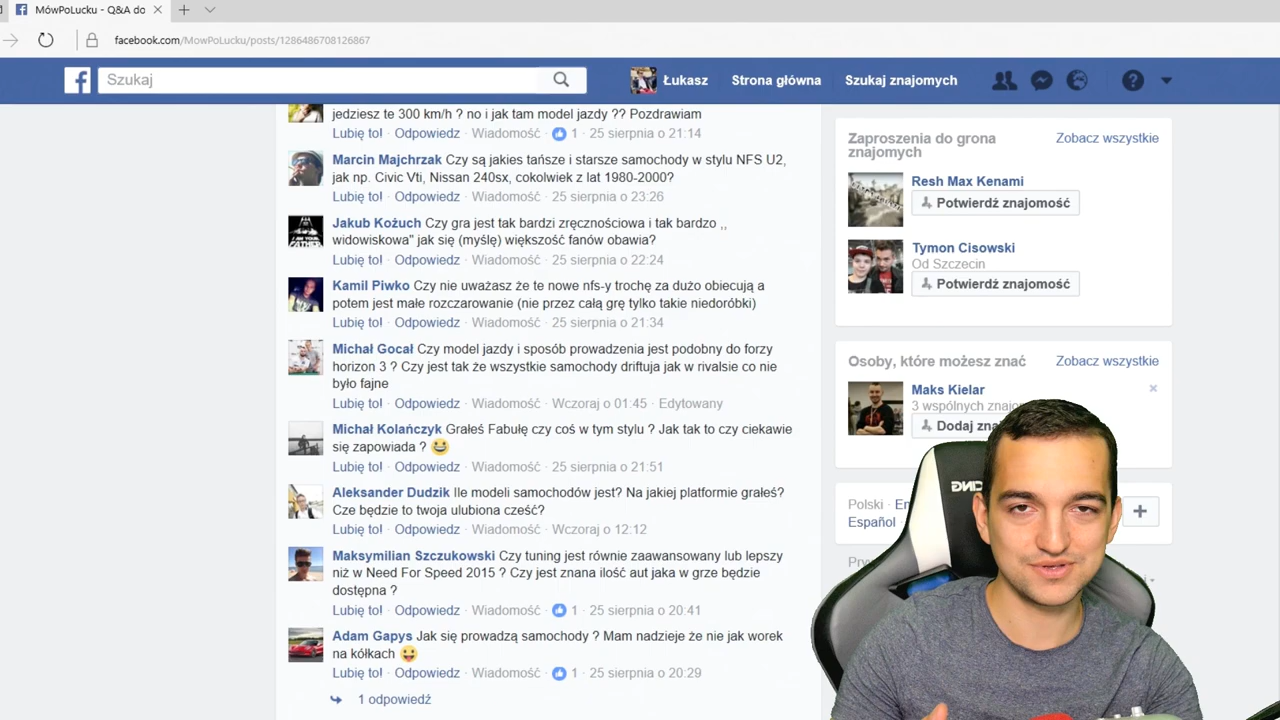 MówPoLucku - Q&A do
facebook.com/MowPoLucku/posts/1286486708126867
Szukaj
Łukasz
Strona główna
Szukaj znajomych
jedziesz te 300 km/h ? no i jak tam model jazdy ?? Pozdrawiam
Lubię to! · Odpowiedz · Wiadomość · 1 · 25 sierpnia o 21:14
Marcin Majchrzak Czy są jakies tańsze i starsze samochody w stylu NFS U2,
jak np. Civic Vti, Nissan 240sx, cokolwiek z lat 1980-2000?
Lubię to! · Odpowiedz · Wiadomość · 25 sierpnia o 23:26
Jakub Kożuch Czy gra jest tak bardzi zręcznościowa i tak bardzo ,,
widowiskowa" jak się (myślę) większość fanów obawia?
Lubię to! · Odpowiedz · Wiadomość · 25 sierpnia o 22:24
Kamil Piwko Czy nie uważasz że te nowe nfs-y trochę za dużo obiecują a
potem jest małe rozczarowanie (nie przez całą grę tylko takie niedoróbki)
Lubię to! · Odpowiedz · Wiadomość · 25 sierpnia o 21:34
Michał Gocał Czy model jazdy i sposób prowadzenia jest podobny do forzy
horizon 3 ? Czy jest tak że wszystkie samochody driftuja jak w rivalsie co nie
było fajne
Lubię to! · Odpowiedz · Wiadomość · Wczoraj o 01:45 · Edytowany
Michał Kolańczyk Grałeś Fabułę czy coś w tym stylu ? Jak tak to czy ciekawie
się zapowiada ?
Lubię to! · Odpowiedz · Wiadomość · 25 sierpnia o 21:51
Aleksander Dudzik Ile modeli samochodów jest? Na jakiej platformie grałeś?
Cze będzie to twoja ulubiona cześć?
Lubię to! · Odpowiedz · Wiadomość · Wczoraj o 12:12
Maksymilian Szczukowski Czy tuning jest równie zaawansowany lub lepszy
niż w Need For Speed 2015 ? Czy jest znana ilość aut jaka w grze będzie
dostępna ?
Lubię to! · Odpowiedz · Wiadomość · 1 · 25 sierpnia o 20:41
Adam Gapys Jak się prowadzą samochody ? Mam nadzieje że nie jak worek
na kółkach
Lubię to! · Odpowiedz · Wiadomość · 1 · 25 sierpnia o 20:29
1 odpowiedź
Zaproszenia do grona
znajomych
Zobacz wszystkie
Resh Max Kenami
Potwierdź znajomość
Tymon Cisowski
Od Szczecin
Potwierdź znajomość
Osoby, które możesz znać
Zobacz wszystkie
Maks Kielar
3 wspólnych znajo
Dodaj zna
Polski · En
Español